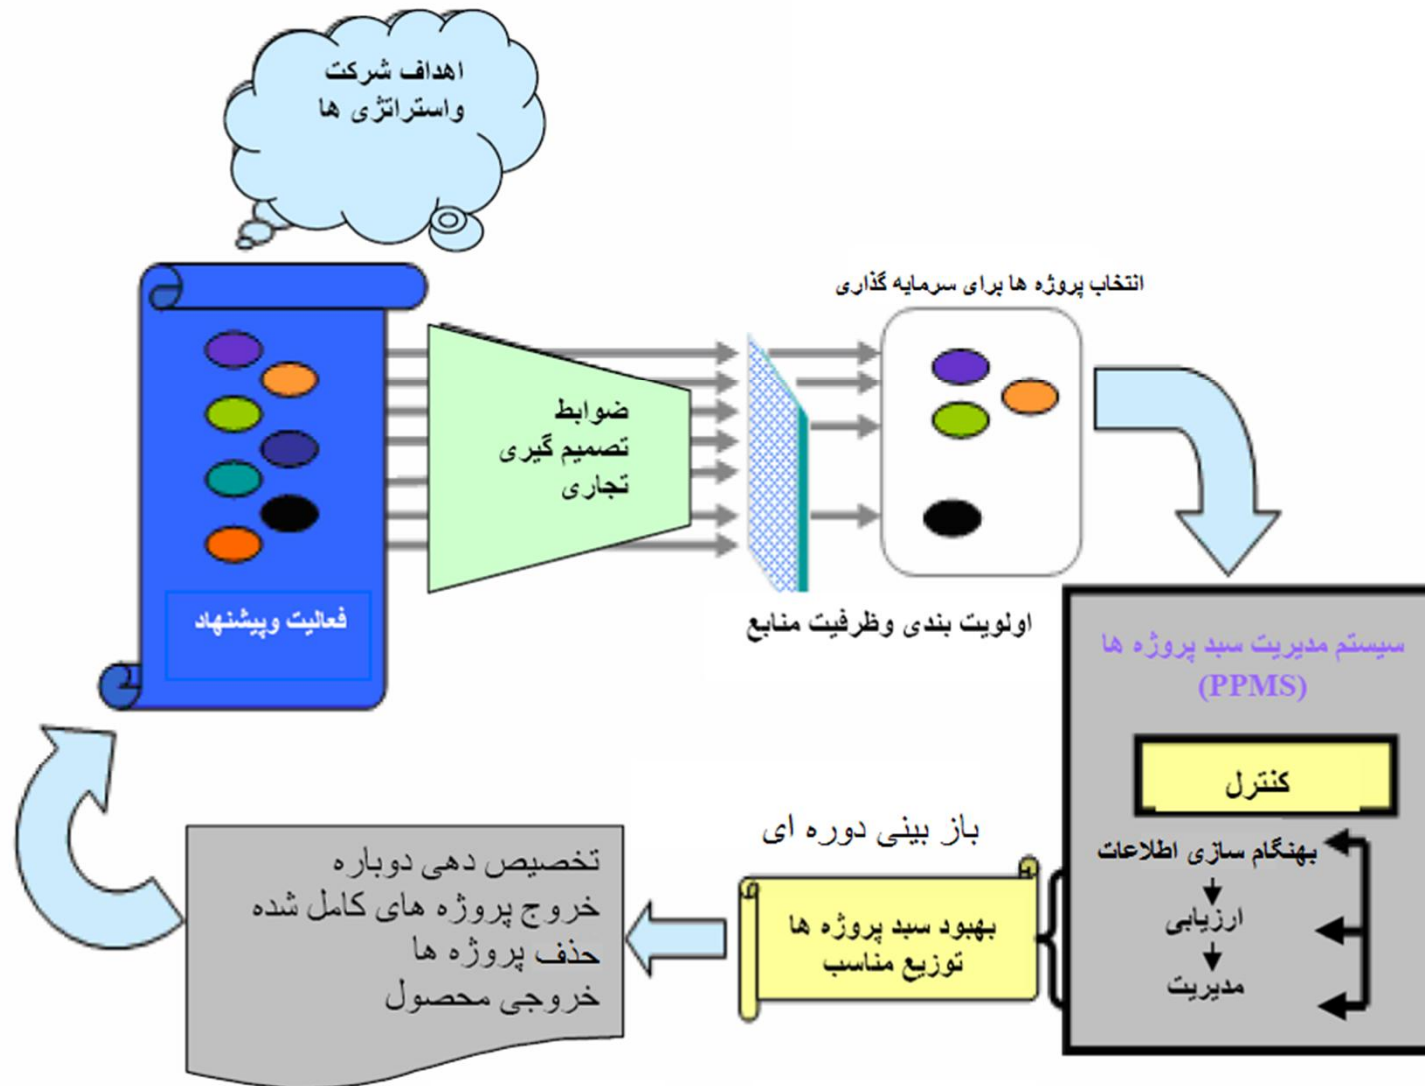 اهداف شرکت
واستراتژی ها
انتخاب پروژه ها برای سرمایه گذاری
ضوابط
تصمیم گیری
تجاری
فعالیت وپیشنهاد
اولویت بندی وظرفیت منابع
سیستم مدیریت سبد پروژه ها
(PPMS)
کنترل
بهنگام سازی اطلاعات
ارزیابی
مدیریت
باز بینی دوره ای
بهبود سبد پروژه ها
توزیع مناسب
تخصیص دهی دوباره
خروج پروژه های کامل شده
حذف پروژه ها
خروجی محصول